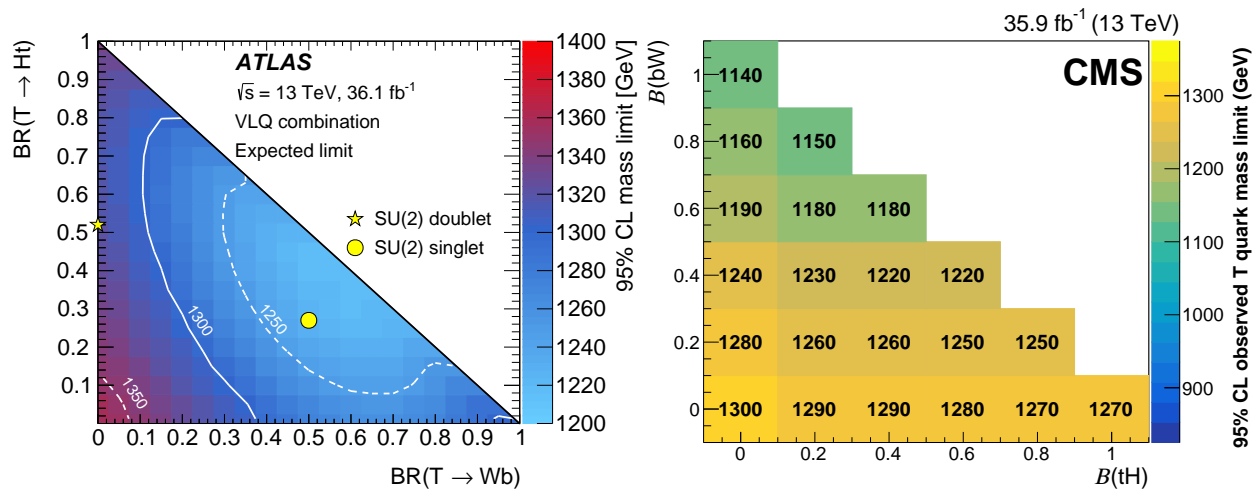 ATLAS
√s = 13 TeV, 36.1 fb⁻¹
VLQ combination
Expected limit
SU(2) doublet
SU(2) singlet
1350
1300
1250
BR(T → Ht)
1
0.9
0.8
0.7
0.6
0.5
0.4
0.3
0.2
0.1
0 0.1 0.2 0.3 0.4 0.5 0.6 0.7 0.8 0.9 1
BR(T → Wb)
1400
1380
1360
1340
1320
1300
1280
1260
1240
1220
1200
95% CL mass limit [GeV]
35.9 fb⁻¹ (13 TeV)
CMS
B(bW)
1 1140
0.8 1160 1150
0.6 1190 1180 1180
0.4 1240 1230 1220 1220
0.2 1280 1260 1260 1250 1250
0 1300 1290 1290 1280 1270 1270
0 0.2 0.4 0.6 0.8 1
B(tH)
1300
1200
1100
1000
900
95% CL observed T quark mass limit (GeV)